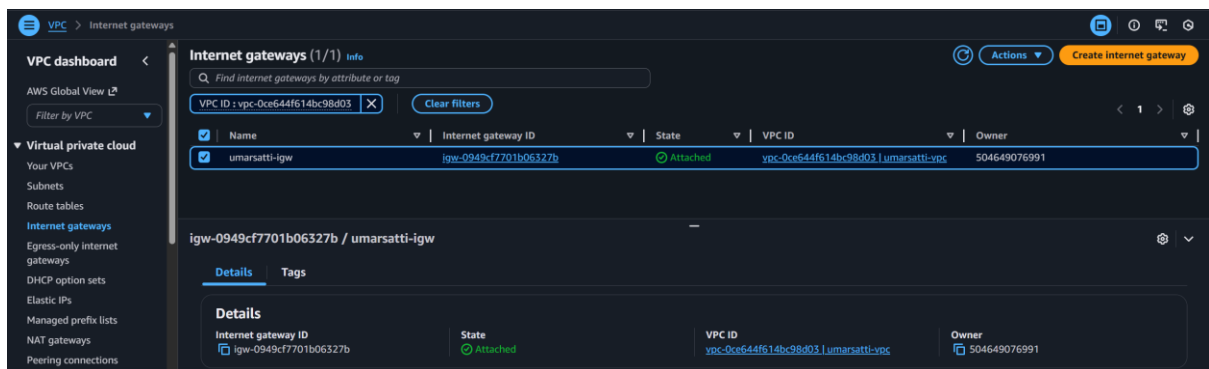 VPC > Internet gateways
VPC dashboard
AWS Global View
Filter by VPC
Virtual private cloud
Your VPCs
Subnets
Route tables
Internet gateways
Egress-only internet
gateways
DHCP option sets
Elastic IPs
Managed prefix lists
NAT gateways
Peering connections
Internet gateways (1/1) Info
Actions
Create internet gateway
Find internet gateways by attribute or tag
VPC ID : vpc-0ce644f614bc98d03
Clear filters
1
Name Internet gateway ID State VPC ID Owner
umarsatti-igw igw-0949cf7701b06327b Attached vpc-0ce644f614bc98d03 | umarsatti-vpc 504649076991
igw-0949cf7701b06327b / umarsatti-igw
Details Tags
Details
Internet gateway ID State VPC ID Owner
igw-0949cf7701b06327b Attached vpc-0ce644f614bc98d03 | umarsatti-vpc 504649076991